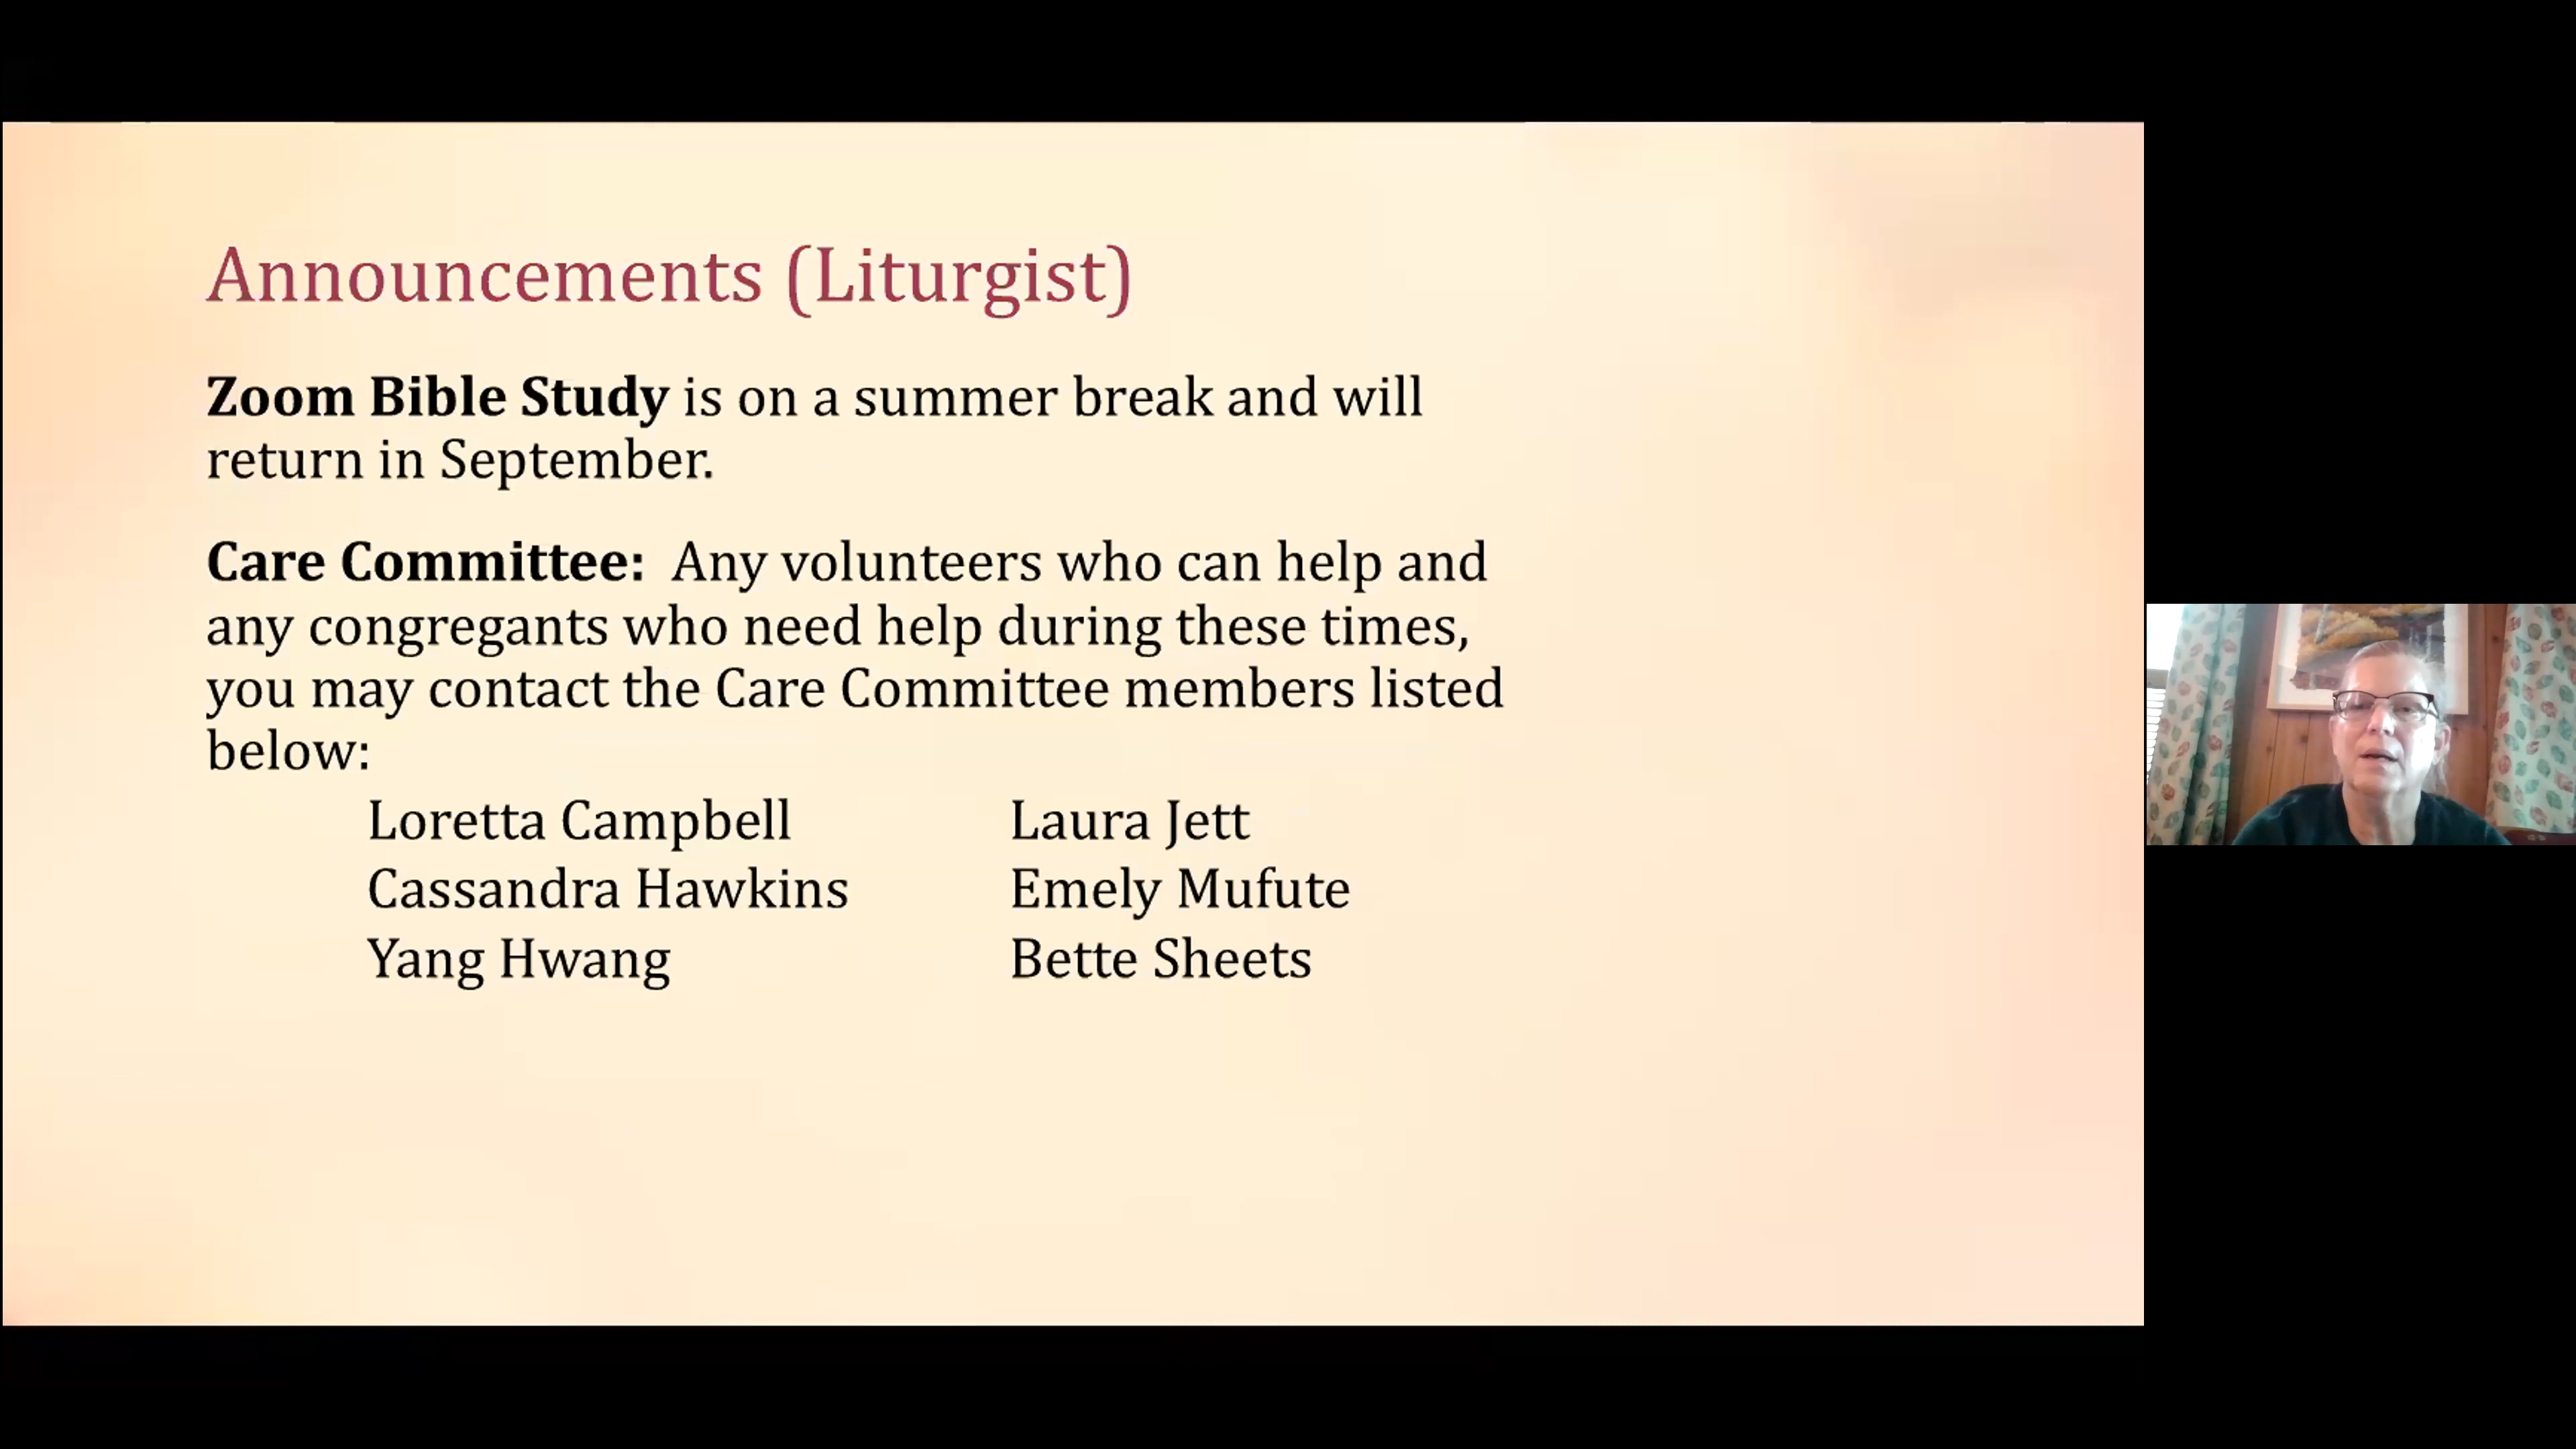 Announcements (Liturgist)
Zoom Bible Study is on a summer break and will
return in September.
Care Committee:  Any volunteers who can help and
any congregants who need help during these times,
you may contact the Care Committee members listed
below:
Loretta Campbell Laura Jett
Cassandra Hawkins Emely Mufute
Yang Hwang Bette Sheets